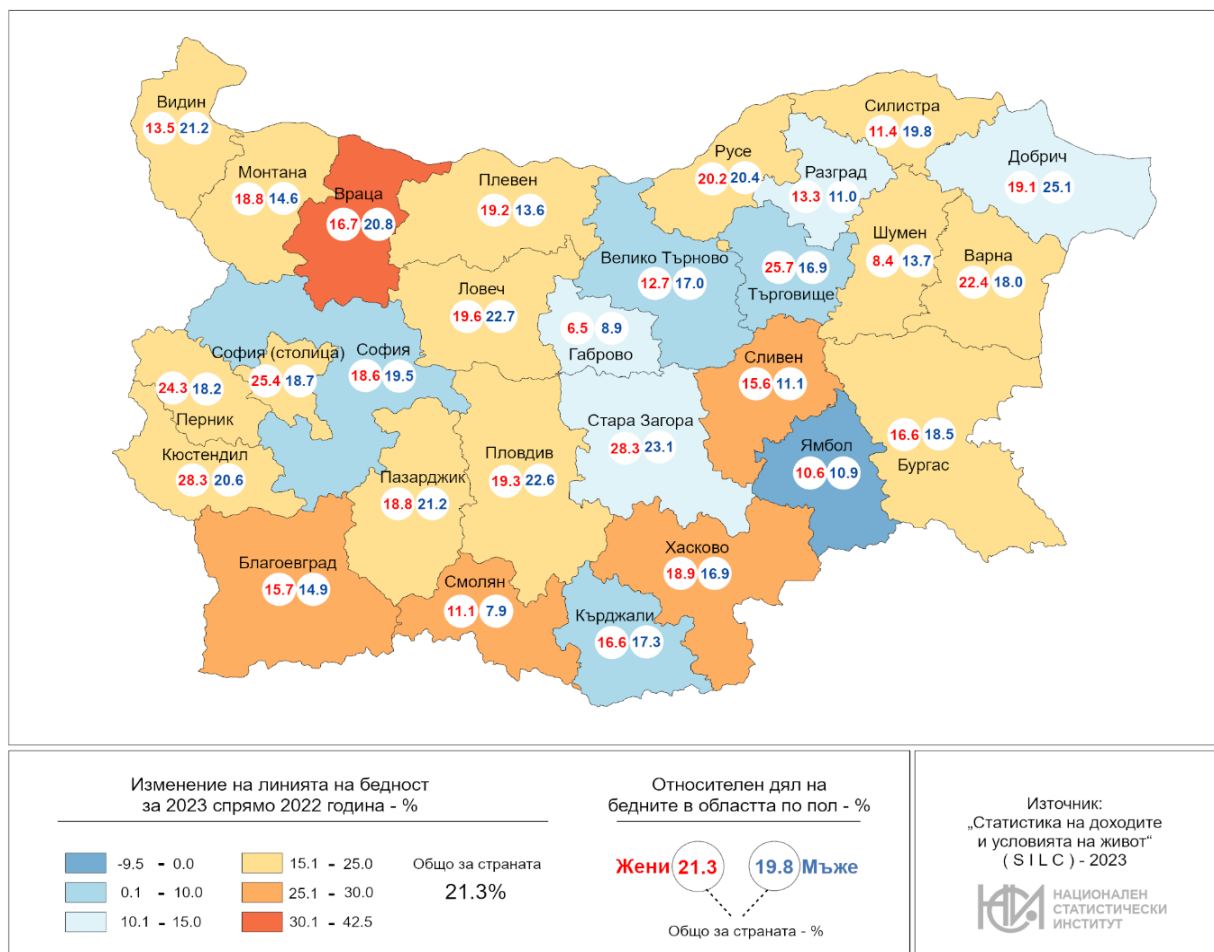 Видин
13.5 21.2
Монтана
18.8 14.6
Враца
16.7 20.8
Плевен
19.2 13.6
Русе
20.2 20.4
Силистра
11.4 19.8
Разград
13.3 11.0
Добрич
19.1 25.1
Шумен
8.4 13.7
Варна
22.4 18.0
Велико Търново
12.7 17.0
25.7 16.9
Търговище
Ловеч
19.6 22.7
6.5 8.9
Габрово
София (столица)
25.4 18.7
София
18.6 19.5
24.3 18.2
Перник
Кюстендил
28.3 20.6
Сливен
15.6 11.1
Стара Загора
28.3 23.1
Ямбол
10.6 10.9
16.6 18.5
Бургас
Пазарджик
18.8 21.2
Пловдив
19.3 22.6
Благоевград
15.7 14.9
Смолян
11.1 7.9
Хасково
18.9 16.9
Кърджали
16.6 17.3
Изменение на линията на бедност
за 2023 спрямо 2022 година - %
-9.5 - 0.0
0.1 - 10.0
10.1 - 15.0
15.1 - 25.0
25.1 - 30.0
30.1 - 42.5
Общо за страната
21.3%
Относителен дял на
бедните в областта по пол - %
Жени 21.3 19.8 Мъже
Общо за страната - %
Източник:
„Статистика на доходите
и условията на живот“
( S I L C ) - 2023
НАЦИОНАЛЕН
СТАТИСТИЧЕСКИ
ИНСТИТУТ